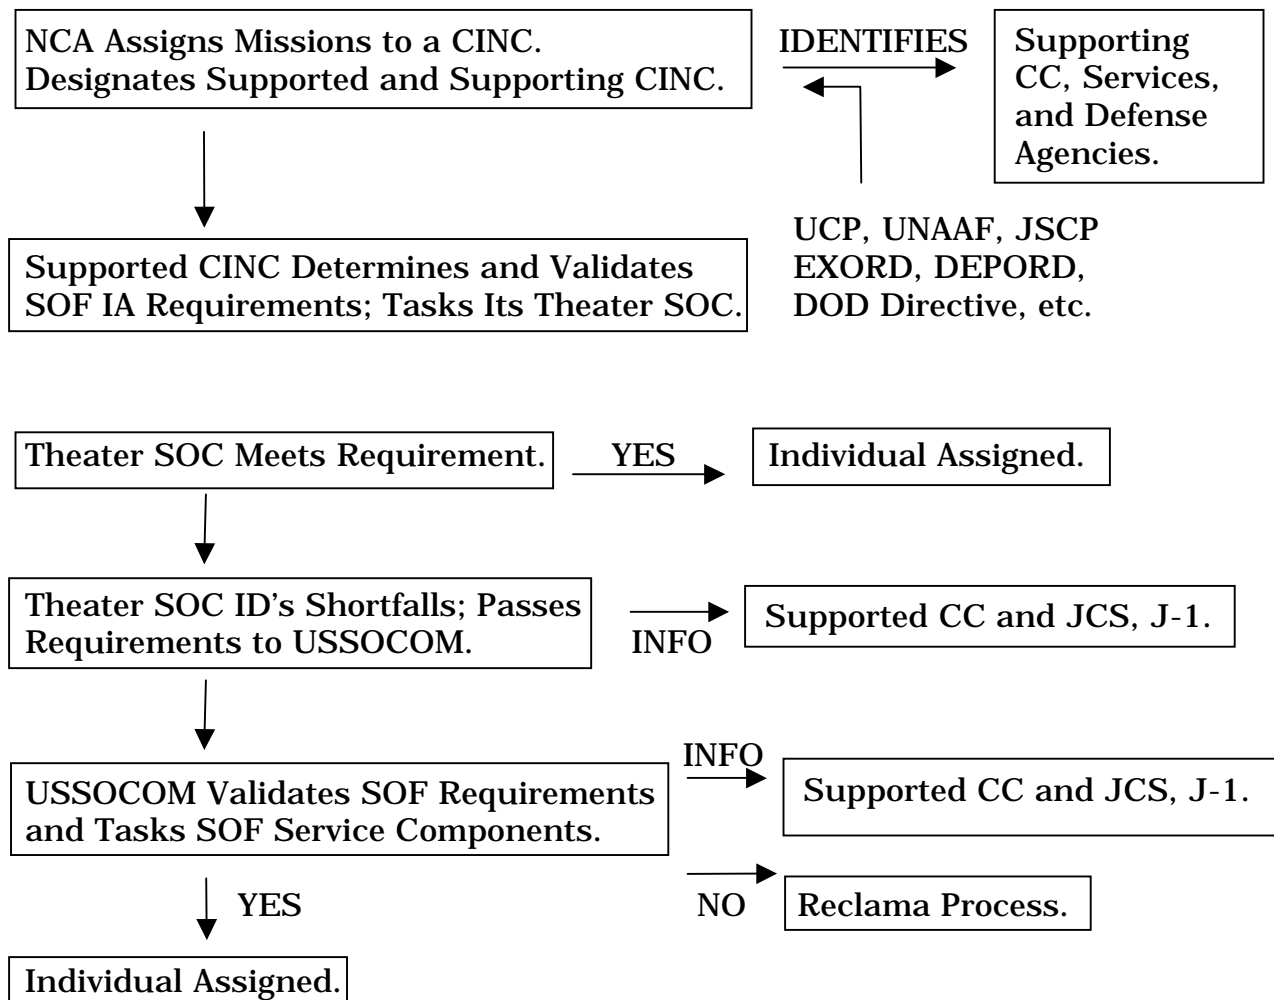 NCA Assigns Missions to a CINC.
Designates Supported and Supporting CINC.
IDENTIFIES
Supporting
CC, Services,
and Defense
Agencies.
UCP, UNAAF, JSCP
EXORD, DEPORD,
DOD Directive, etc.
Supported CINC Determines and Validates
SOF IA Requirements; Tasks Its Theater SOC.
Theater SOC Meets Requirement.
YES
Individual Assigned.
Theater SOC ID's Shortfalls; Passes
Requirements to USSOCOM.
INFO
Supported CC and JCS, J-1.
USSOCOM Validates SOF Requirements
and Tasks SOF Service Components.
INFO
Supported CC and JCS, J-1.
NO
Reclama Process.
YES
Individual Assigned.